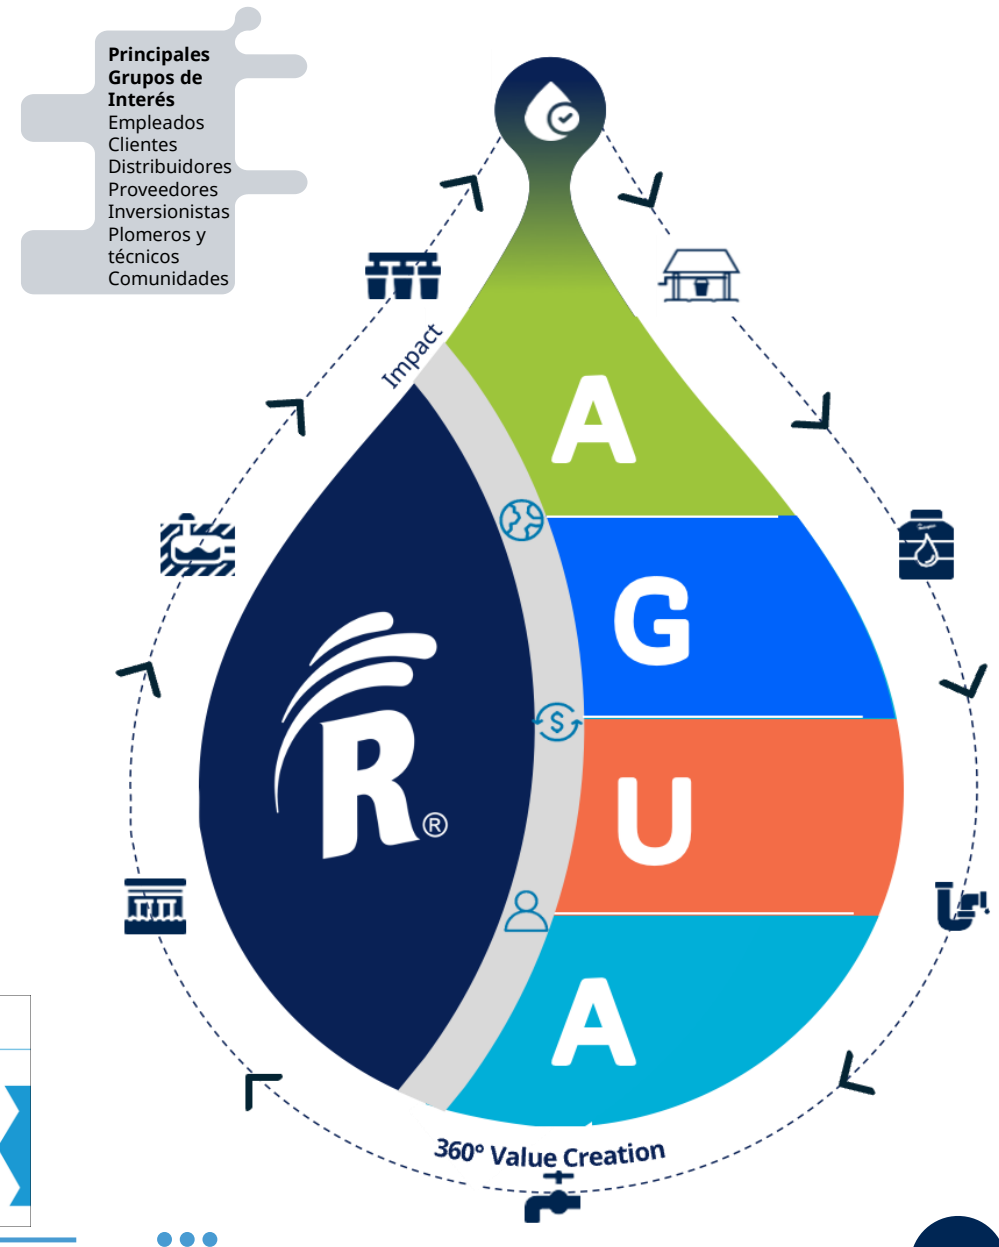 Principales
Grupos de
Interés
Empleados
Clientes
Distribuidores
Proveedores
Inversionistas
Plomeros y
técnicos
Comunidades
Impact
A
G
U
A
R®
$
360° Value Creation